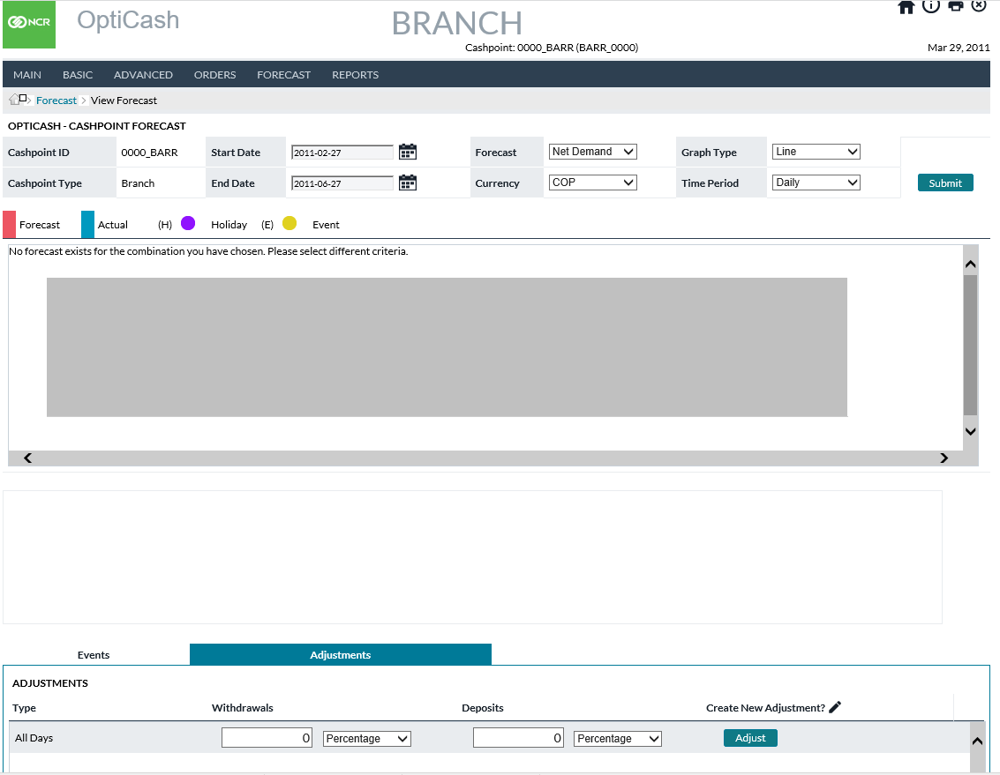 NCR OptiCash BRANCH
Cashpoint: 0000_BARR (BARR_0000) Mar 29, 2011
MAIN BASIC ADVANCED ORDERS FORECAST REPORTS
Forecast > View Forecast
OPTICASH - CASHPOINT FORECAST
Cashpoint ID 0000_BARR Start Date 2011-02-27 Forecast Net Demand Graph Type Line
Cashpoint Type Branch End Date 2011-06-27 Currency COP Time Period Daily Submit
Forecast Actual (H) Holiday (E) Event
No forecast exists for the combination you have chosen. Please select different criteria.
Events Adjustments
ADJUSTMENTS
Type Withdrawals Deposits Create New Adjustment?
All Days 0 Percentage 0 Percentage Adjust